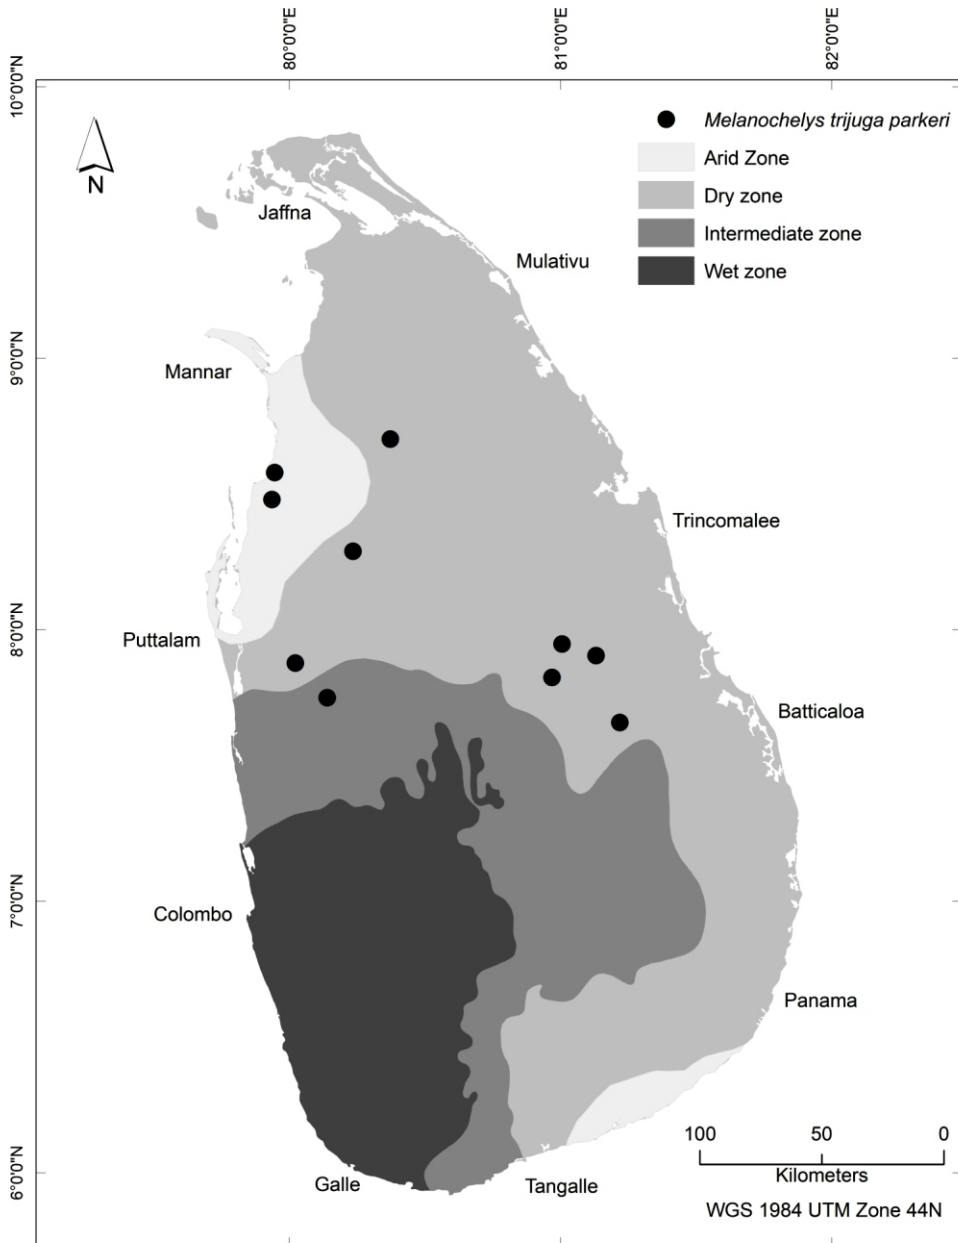 80°0'0"E
81°0'0"E
82°0'0"E
10°0'0"N
9°0'0"N
8°0'0"N
7°0'0"N
6°0'0"N
N
Melanochelys trijuga parkeri
Arid Zone
Dry zone
Intermediate zone
Wet zone
Jaffna
Mulativu
Mannar
Trincomalee
Puttalam
Batticaloa
Colombo
Panama
Galle
Tangalle
100 50 0
Kilometers
WGS 1984 UTM Zone 44N